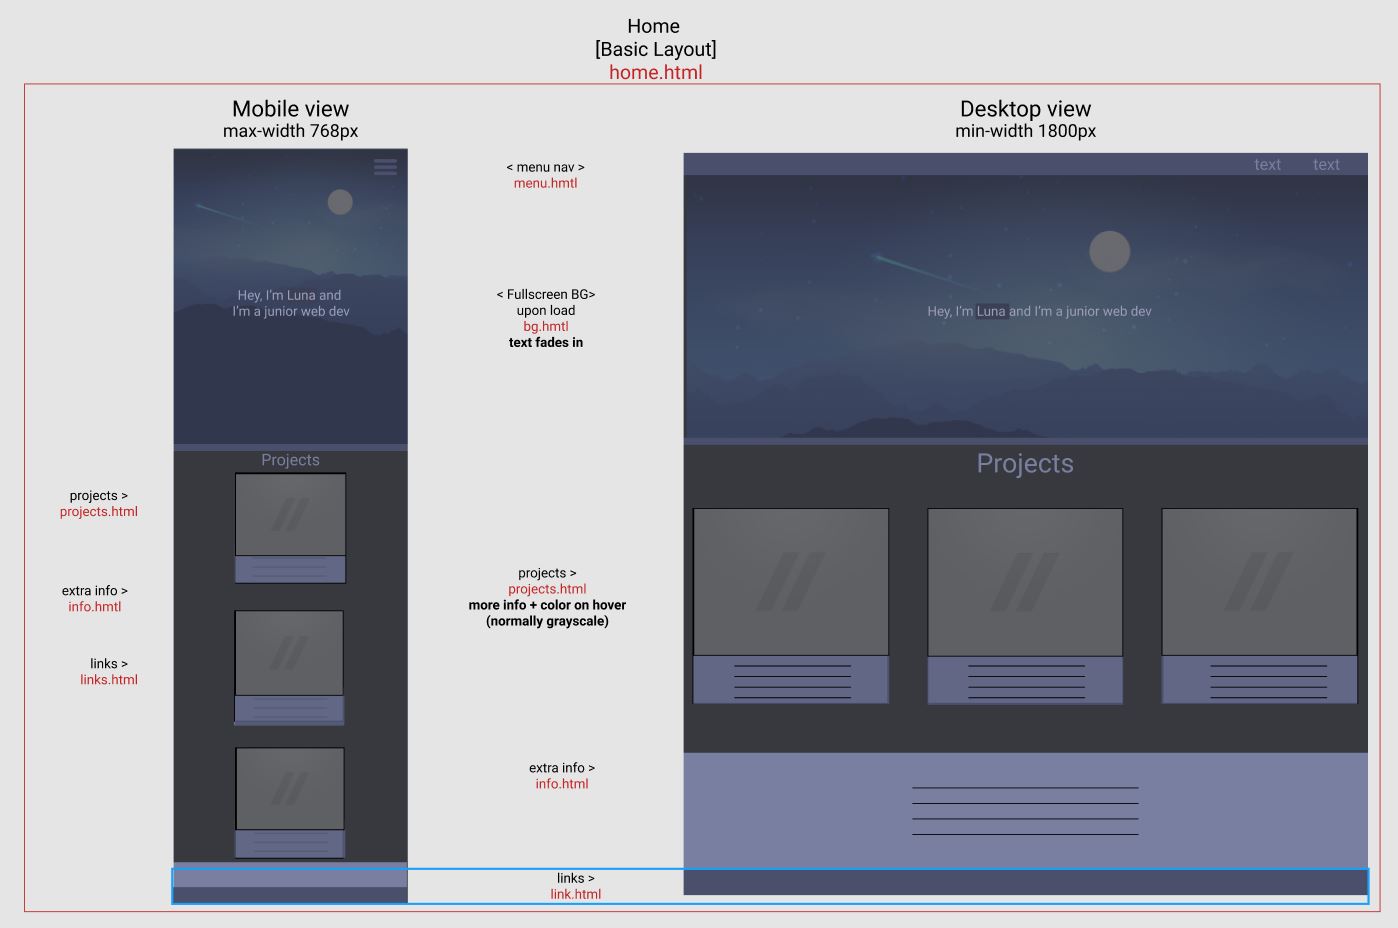 Home
[Basic Layout]
home.html
Mobile view
max-width 768px
Desktop view
min-width 1800px
< menu nav >
menu.hmtl
text text
< Fullscreen BG>
upon load
bg.hmtl
text fades in
Hey, I'm Luna and
I'm a junior web dev
Hey, I'm Luna and I'm a junior web dev
Projects
Projects
projects >
projects.html
extra info >
info.hmtl
links >
links.html
projects >
projects.html
more info + color on hover
(normally grayscale)
extra info >
info.html
links >
link.html